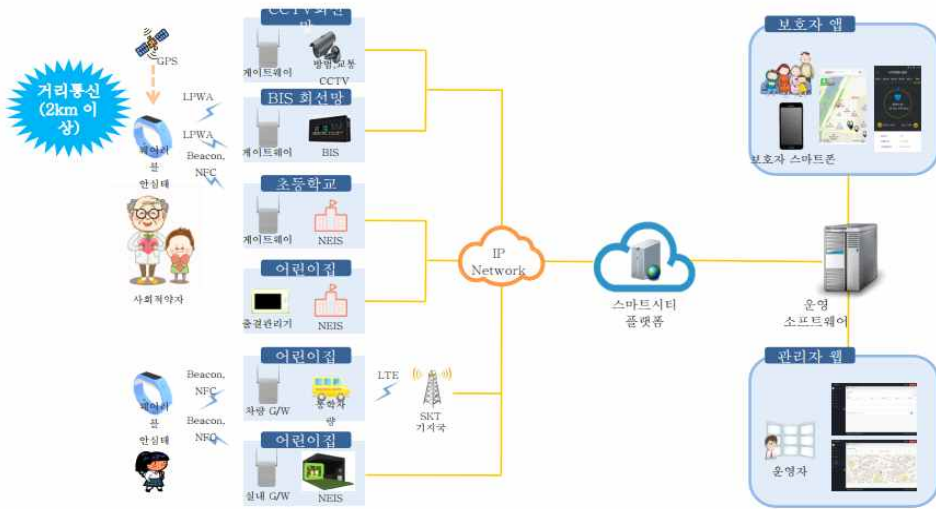 CCTV회선
망
게이트웨이
방범,교통
CCTV
GPS
거리통신
(2km 이
상)
LPWA
BIS 회선망
게이트웨이
BIS
LPWA
Beacon,
NFC
웨어러
블
안심태
초등학교
게이트웨이
NEIS
사회적약자
어린이집
출결관리기
NEIS
어린이집
차량 G/W
통학차
량
LTE
SKT
기지국
Beacon,
NFC
웨어러
블
안심태
Beacon,
NFC
어린이집
실내 G/W
NEIS
IP
Network
스마트시티
플랫폼
운영
소프트웨어
보호자 앱
보호자 스마트폰
관리자 웹
운영자